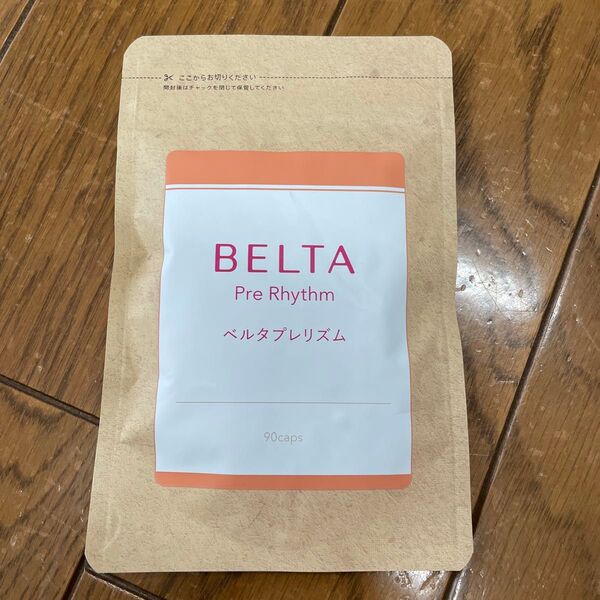 ここからお切りください
開封後はチャックを閉じて保管してください
BELTA
Pre Rhythm
ベルタプレリズム
90caps